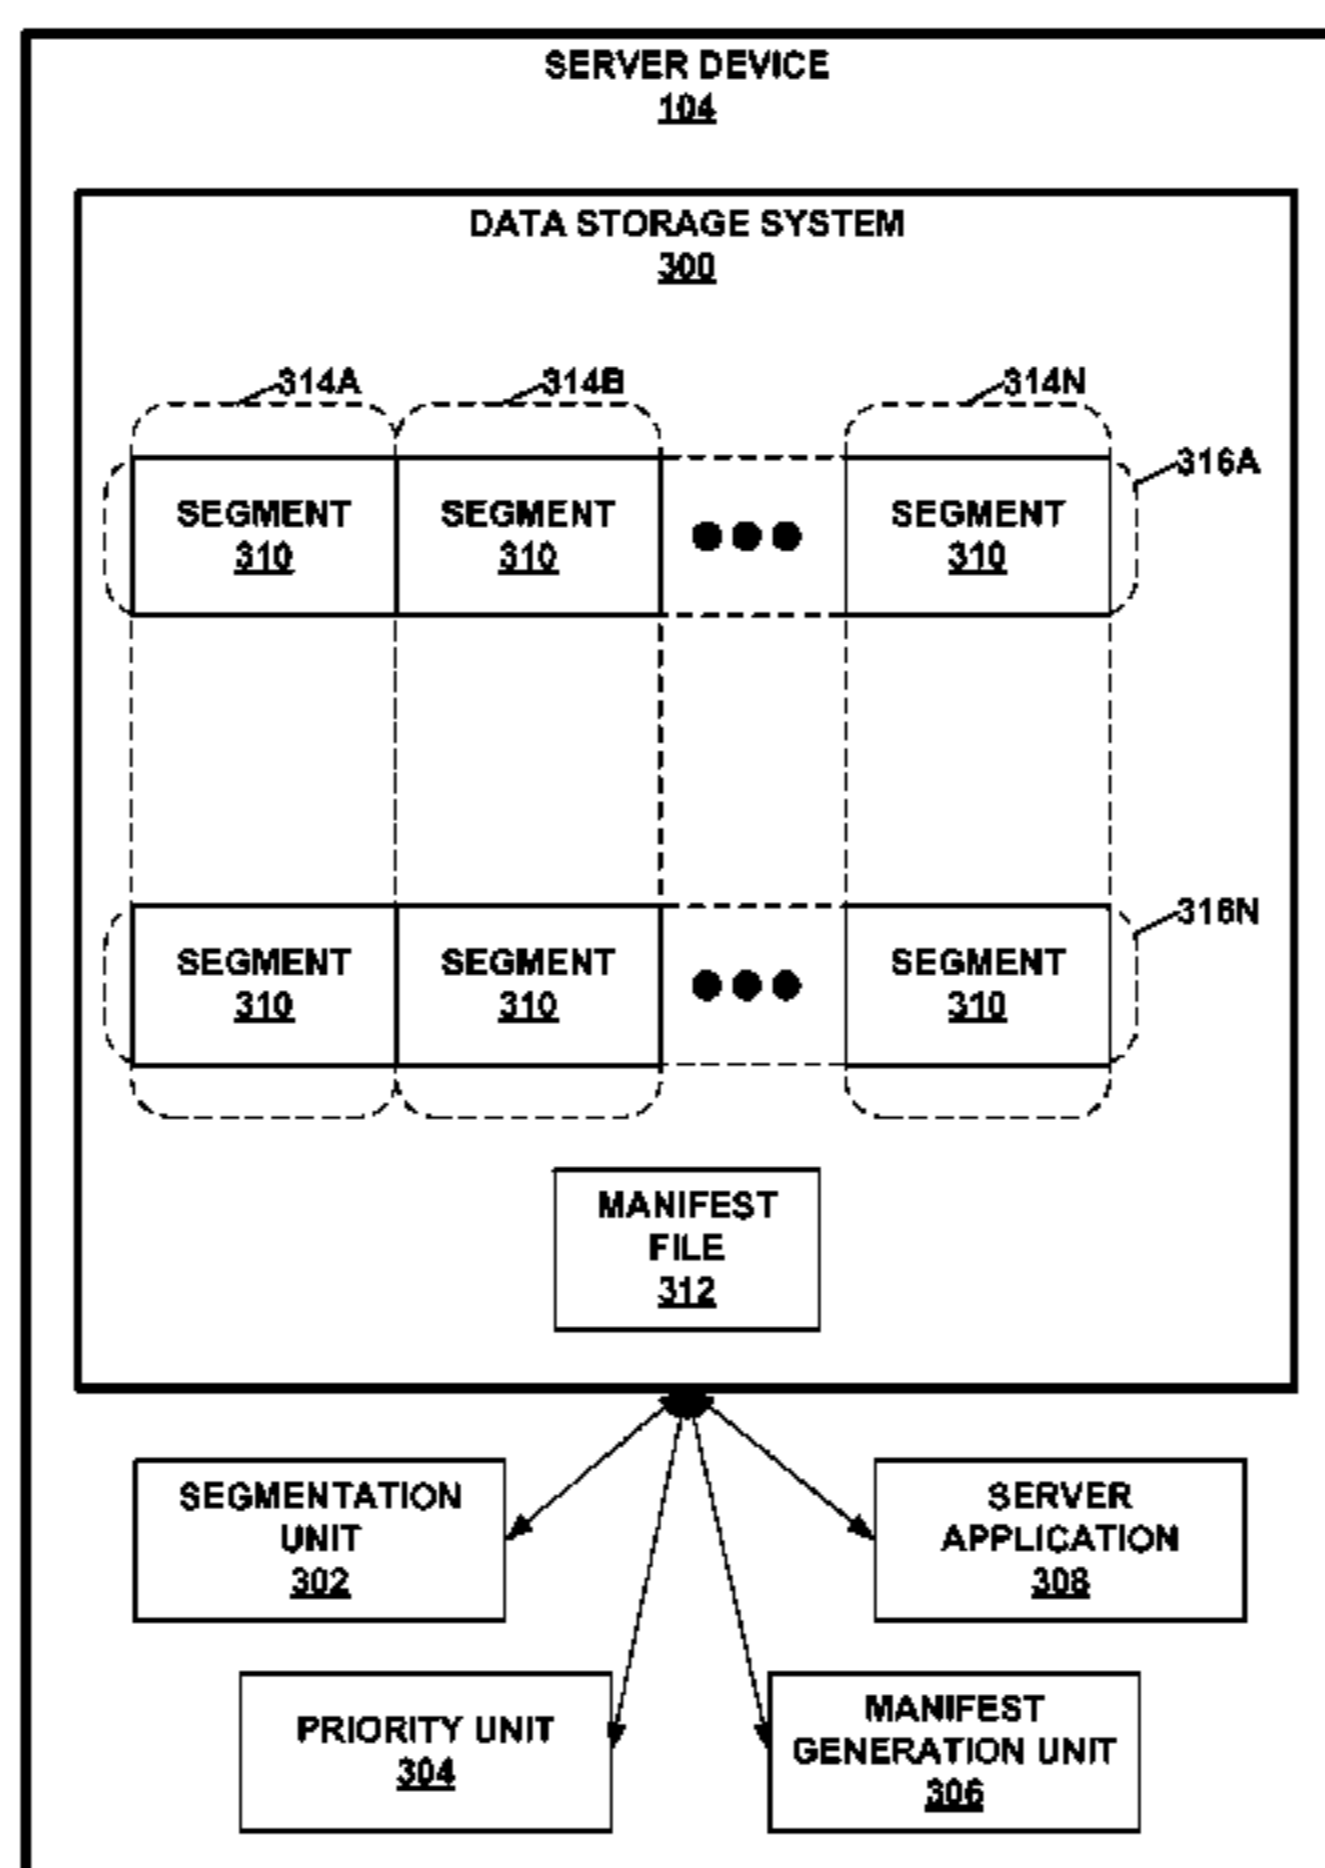 SERVER DEVICE
104
DATA STORAGE SYSTEM
300
314A 314B 314N
316A
SEGMENT SEGMENT SEGMENT
310 310 310
316N
SEGMENT SEGMENT SEGMENT
310 310 310
MANIFEST
FILE
312
SEGMENTATION
UNIT
302
SERVER
APPLICATION
308
PRIORITY UNIT
304
MANIFEST
GENERATION UNIT
306